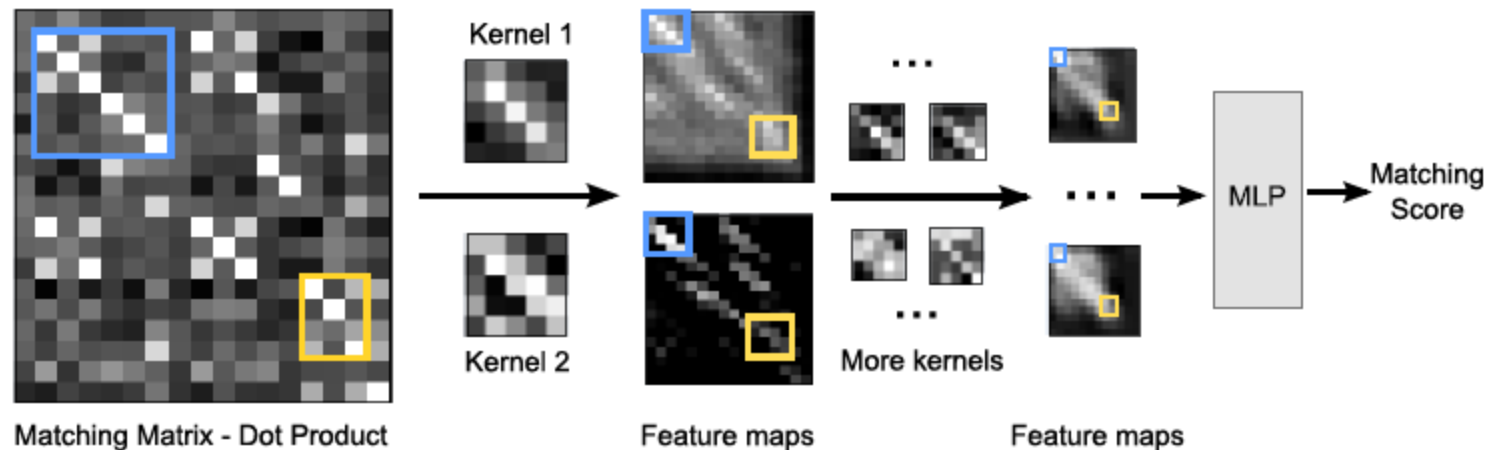 Matching Matrix - Dot Product
Kernel 1
Kernel 2
Feature maps
...
More kernels
...
Feature maps
...
MLP
Matching
Score